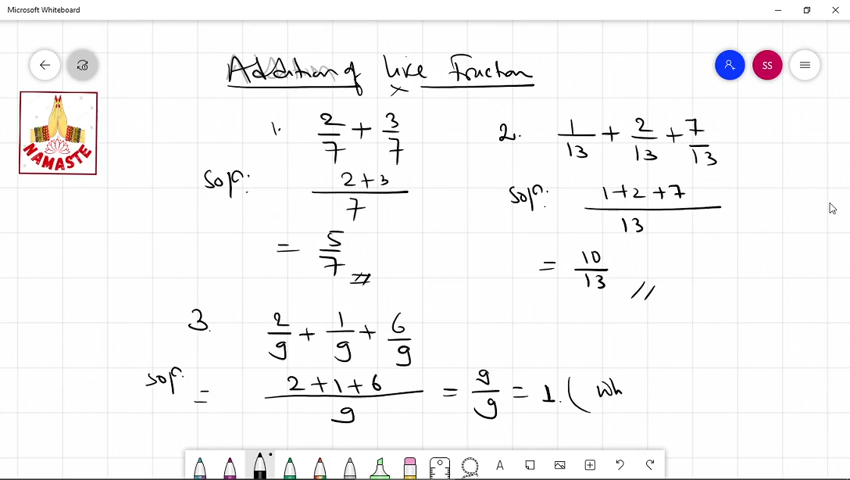 Microsoft Whiteboard
Addition of Like Fraction
SS
NAMASTE
1. 2/7 + 3/7
2. 1/13 + 2/13 + 7/13
Sol^n: (2+3)/7
Sol^n: (1+2+7)/13
= 5/7 //
= 10/13 //
3. 2/9 + 1/9 + 6/9
Sol^n: = (2+1+6)/9 = 9/9 = 1. ( Wh
A